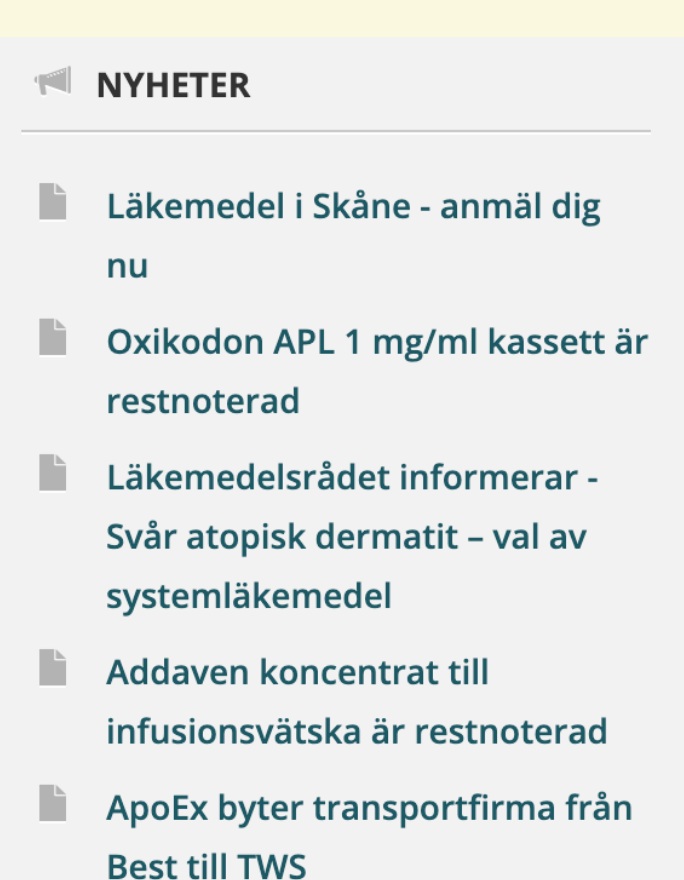 NYHETER
Läkemedel i Skåne - anmäl dig
nu
Oxikodon APL 1 mg/ml kassett är
restnoterad
Läkemedelsrådet informerar -
Svår atopisk dermatit – val av
systemläkemedel
Addaven koncentrat till
infusionsvätska är restnoterad
ApoEx byter transportfirma från
Best till TWS